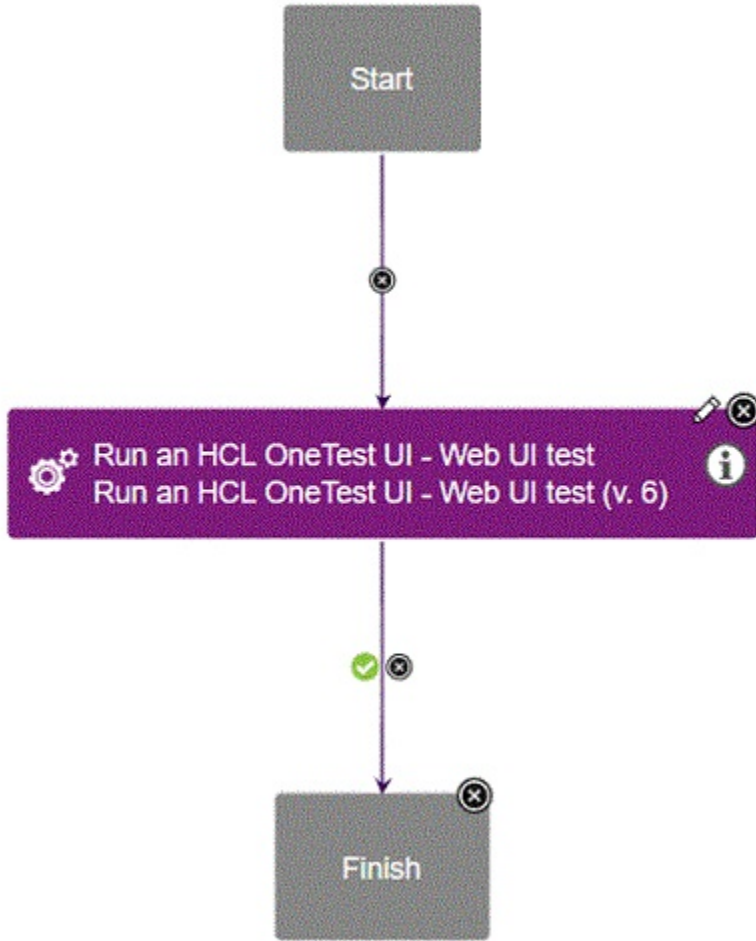 Start
Run an HCL OneTest UI - Web UI test
Run an HCL OneTest UI - Web UI test (v. 6)
Finish